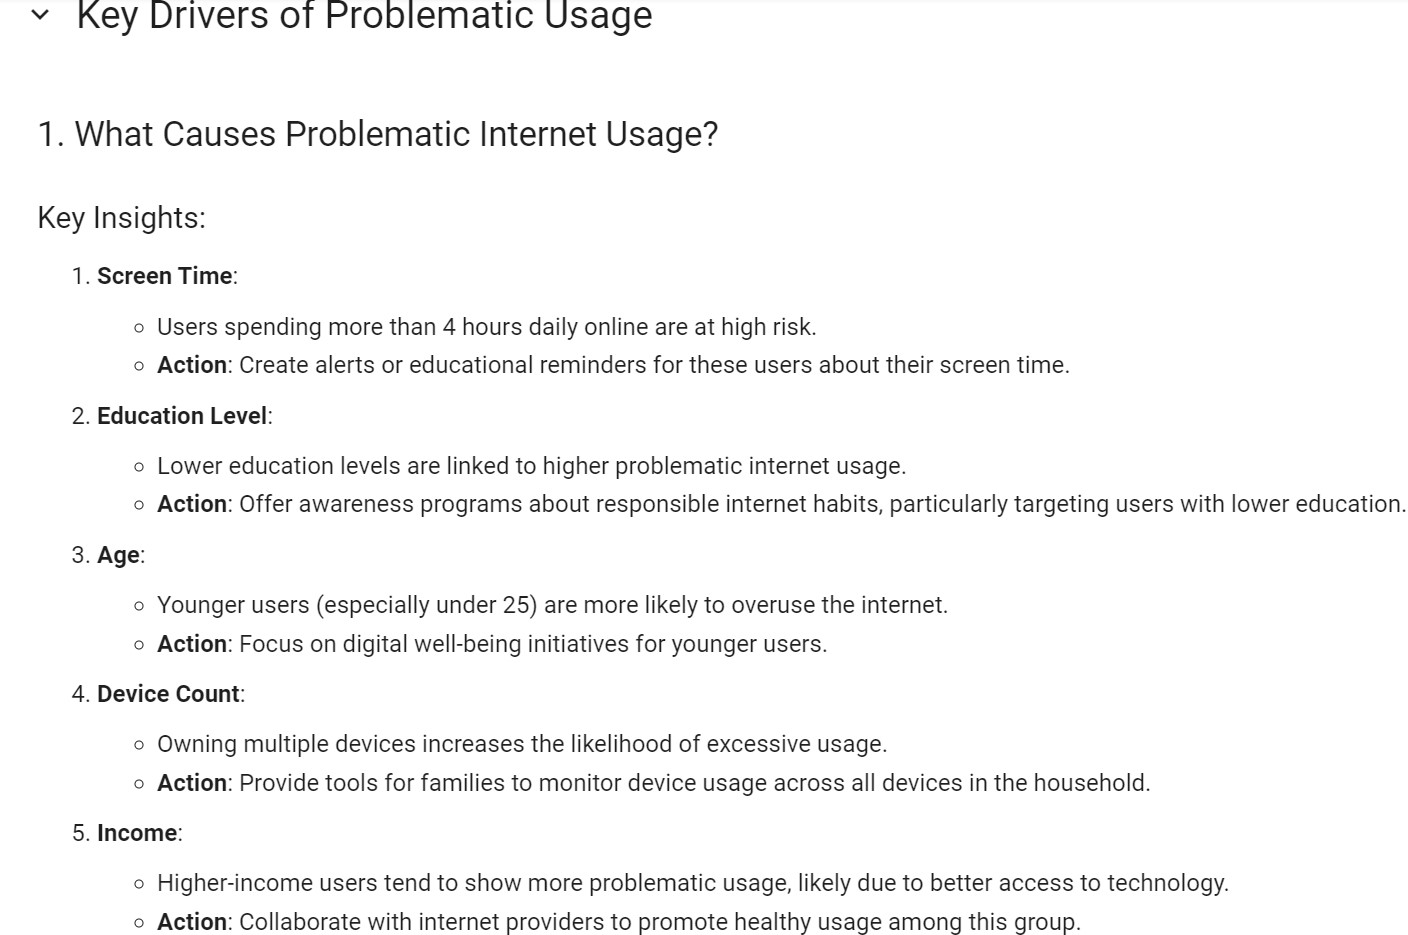 Key Drivers of Problematic Usage
1. What Causes Problematic Internet Usage?
Key Insights:
1. Screen Time:
Users spending more than 4 hours daily online are at high risk.
Action: Create alerts or educational reminders for these users about their screen time.
2. Education Level:
Lower education levels are linked to higher problematic internet usage.
Action: Offer awareness programs about responsible internet habits, particularly targeting users with lower education.
3. Age:
Younger users (especially under 25) are more likely to overuse the internet.
Action: Focus on digital well-being initiatives for younger users.
4. Device Count:
Owning multiple devices increases the likelihood of excessive usage.
Action: Provide tools for families to monitor device usage across all devices in the household.
5. Income:
Higher-income users tend to show more problematic usage, likely due to better access to technology.
Action: Collaborate with internet providers to promote healthy usage among this group.